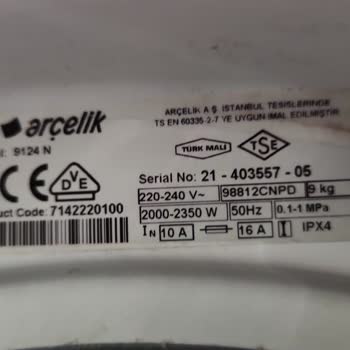 arçelik
ARÇELİK A.Ş. İSTANBUL TESİSLERİNDE
TS EN 60335-2-7 YE UYGUN İMAL EDİLMİŞTİR
9124 N
TÜRK MALI
TSE
CE
DVE
Serial No: 21 - 403557 - 05
220-240 V~ 98812CNPD 9 kg
Product Code: 7142220100
2000-2350 W 50Hz 0.1-1 MPa
IN 10 A 16 A IPX4